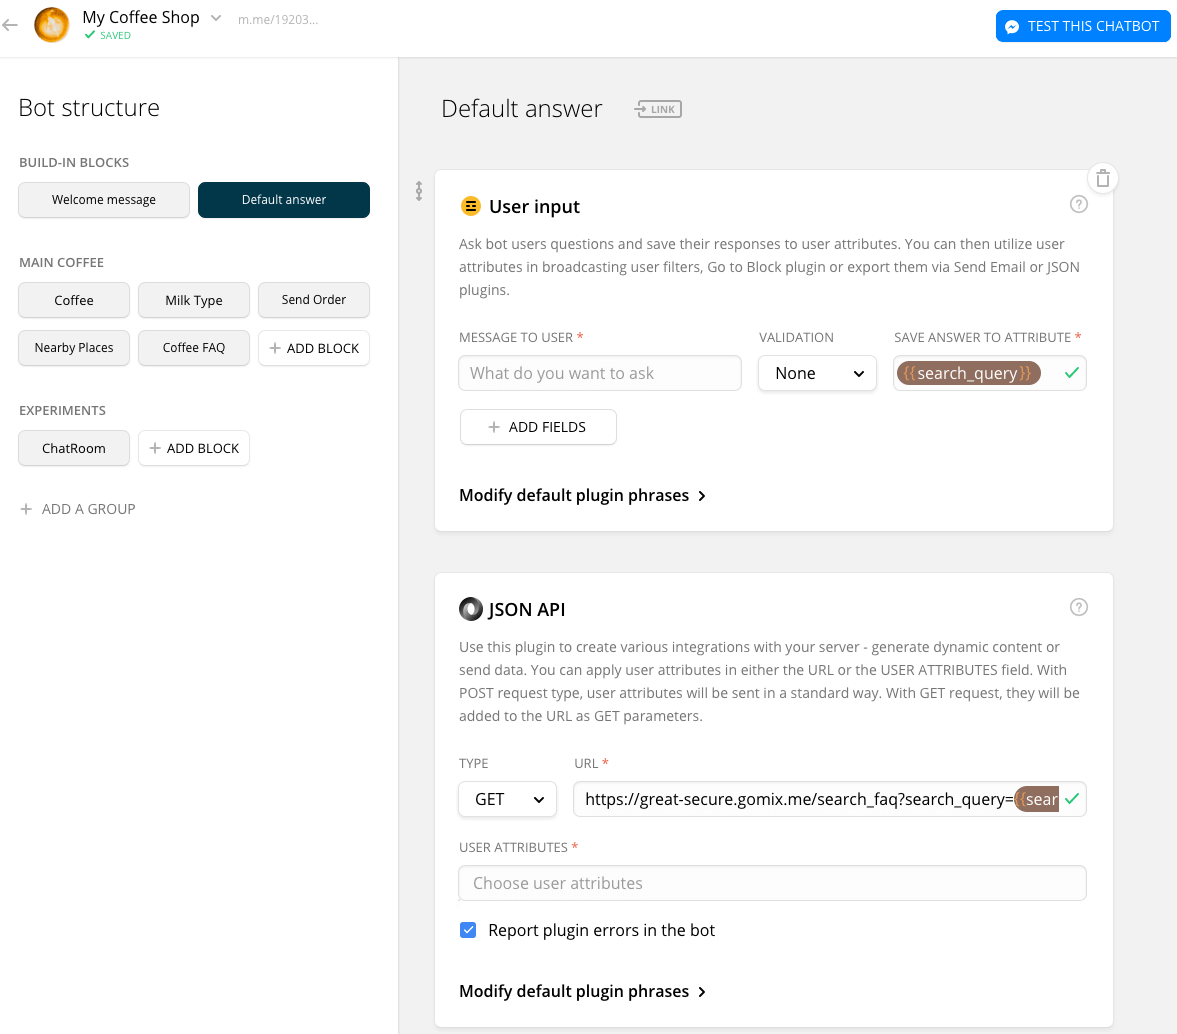 My Coffee Shop
m.me/19203...
SAVED
TEST THIS CHATBOT
Bot structure
BUILD-IN BLOCKS
Welcome message
Default answer
MAIN COFFEE
Coffee
Milk Type
Send Order
Nearby Places
Coffee FAQ
+ ADD BLOCK
EXPERIMENTS
ChatRoom
+ ADD BLOCK
+ ADD A GROUP
Default answer
LINK
User input
?
Ask bot users questions and save their responses to user attributes. You can then utilize user
attributes in broadcasting user filters, Go to Block plugin or export them via Send Email or JSON
plugins.
MESSAGE TO USER *
VALIDATION
SAVE ANSWER TO ATTRIBUTE *
What do you want to ask
None
{{search_query}}
+ ADD FIELDS
Modify default plugin phrases
JSON API
?
Use this plugin to create various integrations with your server - generate dynamic content or
send data. You can apply user attributes in either the URL or the USER ATTRIBUTES field. With
POST request type, user attributes will be sent in a standard way. With GET request, they will be
added to the URL as GET parameters.
TYPE
URL *
GET
https://great-secure.gomix.me/search_faq?search_query={{sear
USER ATTRIBUTES *
Choose user attributes
Report plugin errors in the bot
Modify default plugin phrases